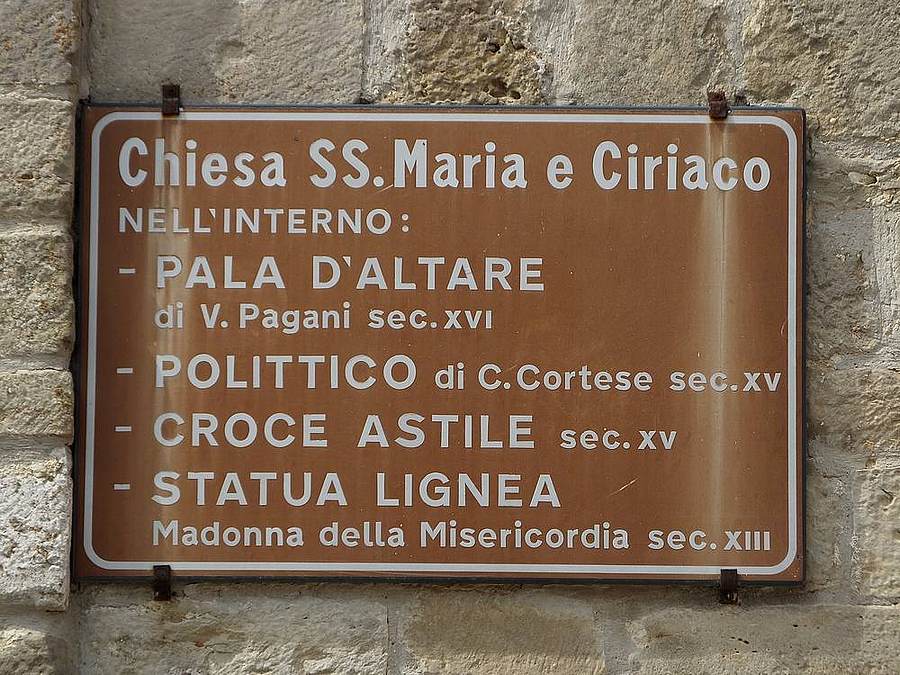 Chiesa SS. Maria e Ciriaco
NELL'INTERNO:
- PALA D'ALTARE
di V. Pagani sec. XVI
- POLITTICO di C. Cortese sec. XV
- CROCE ASTILE sec. XV
- STATUA LIGNEA
Madonna della Misericordia sec. XIII